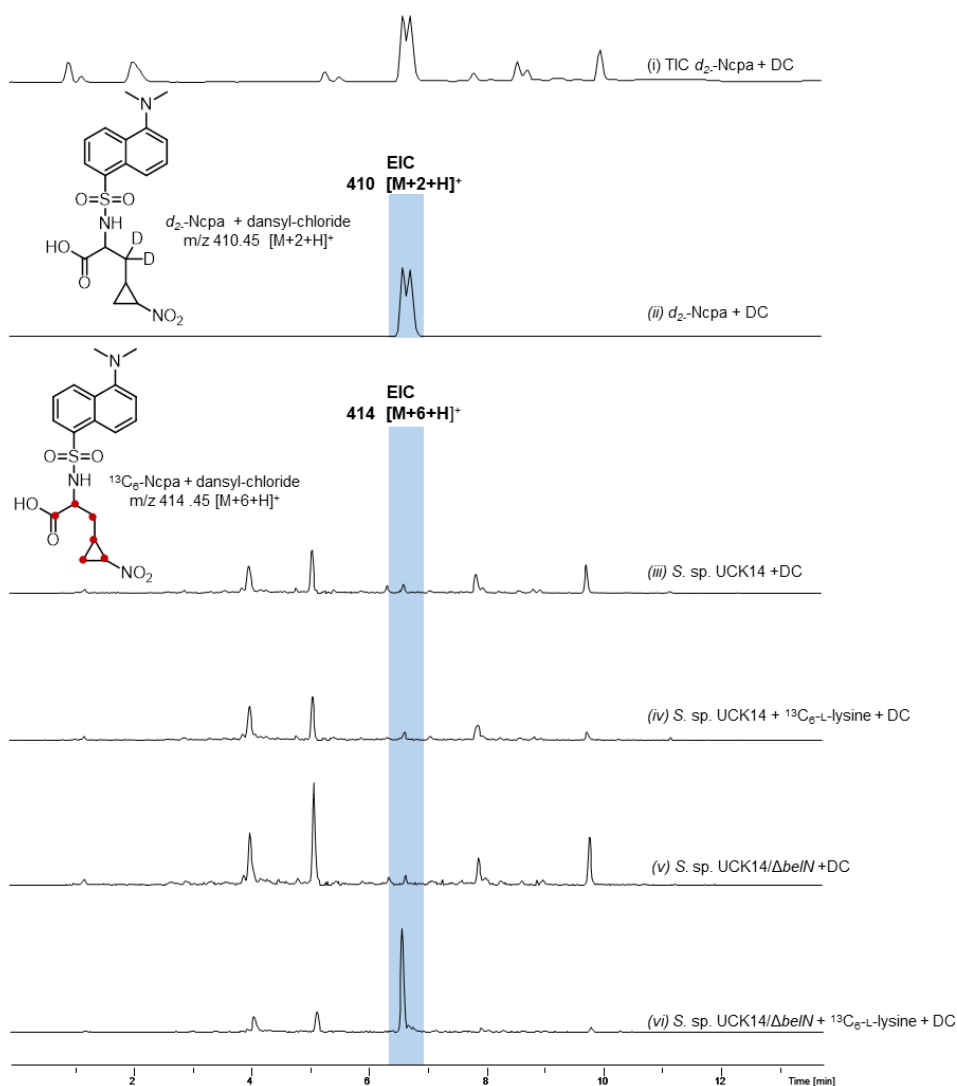 (i) TIC d2-Ncpa + DC
N
O=S=O
NH
D
D
HO
O
NO2
d2-Ncpa + dansyl-chloride
m/z 410.45 [M+2+H]+
EIC
410 [M+2+H]+
(ii) d2-Ncpa + DC
N
O=S=O
NH
HO
O
NO2
13C6-Ncpa + dansyl-chloride
m/z 414 .45 [M+6+H]+
EIC
414 [M+6+H]+
(iii) S. sp. UCK14 +DC
(iv) S. sp. UCK14 + 13C6-L-lysine + DC
(v) S. sp. UCK14/ΔbelN +DC
(vi) S. sp. UCK14/ΔbelN + 13C6-L-lysine + DC
2 4 6 8 10 12 Time [min]